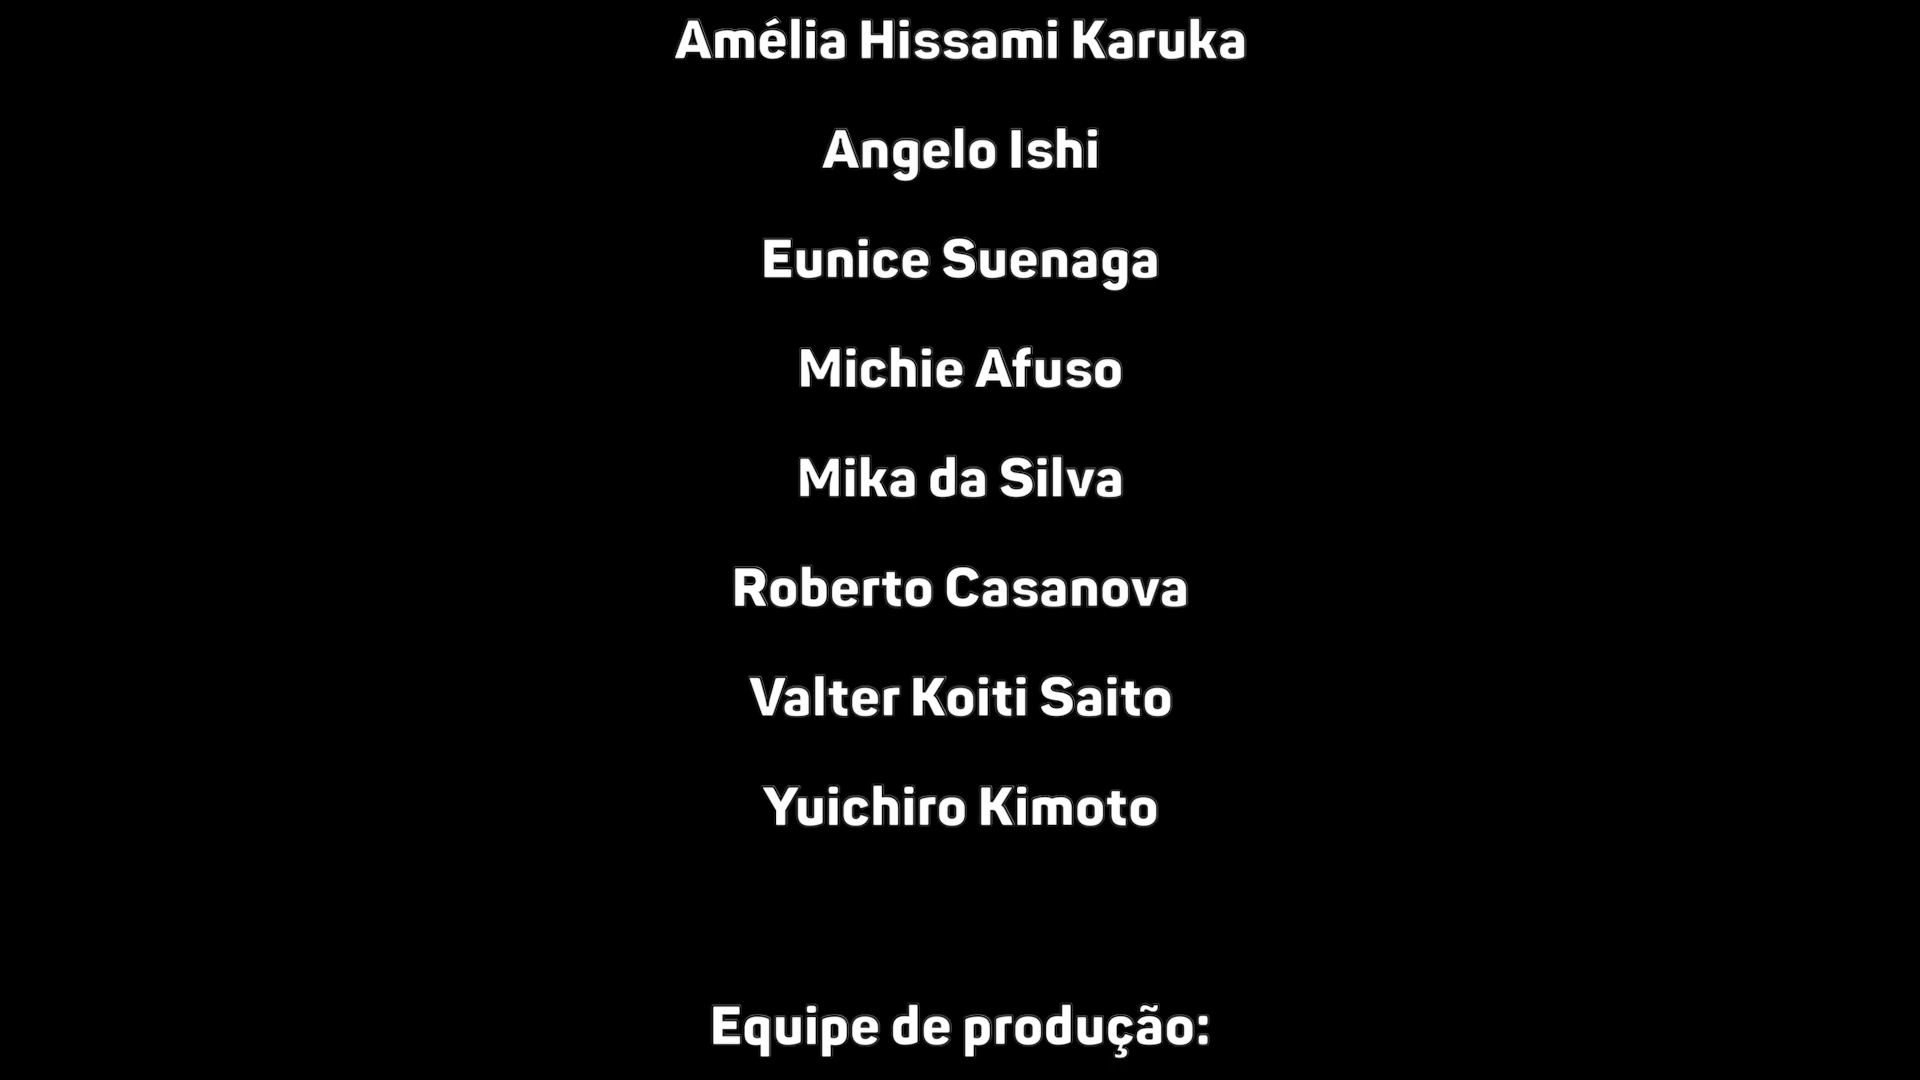 Amélia Hissami Karuka
Angelo Ishi
Eunice Suenaga
Michie Afuso
Mika da Silva
Roberto Casanova
Valter Koiti Saito
Yuichiro Kimoto
Equipe de produção: